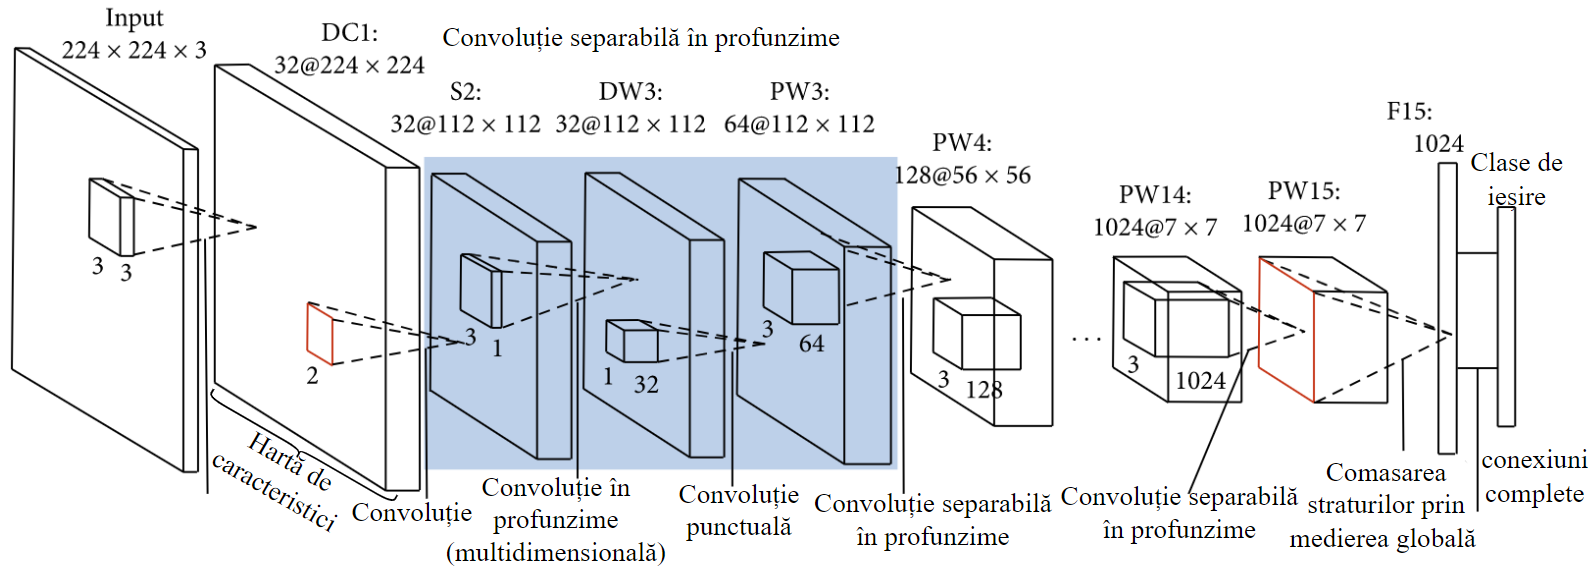 Input
224 × 224 × 3
DC1:
32@224 × 224
Convoluție separabilă în profunzime
S2:
32@112 × 112
DW3:
32@112 × 112
PW3:
64@112 × 112
PW4:
128@56 × 56
PW14:
1024@7 × 7
PW15:
1024@7 × 7
F15:
1024
Clase de
ieșire
3
3
2
3
1
1
32
3
64
3
128
...
3
1024
Hartă de
caracteristici
Convoluție
Convoluție în
profunzime
(multidimensională)
Convoluție
punctuală
Convoluție separabilă
în profunzime
Convoluție separabilă
în profunzime
Comasarea
straturilor prin
medierea globală
conexiuni
complete